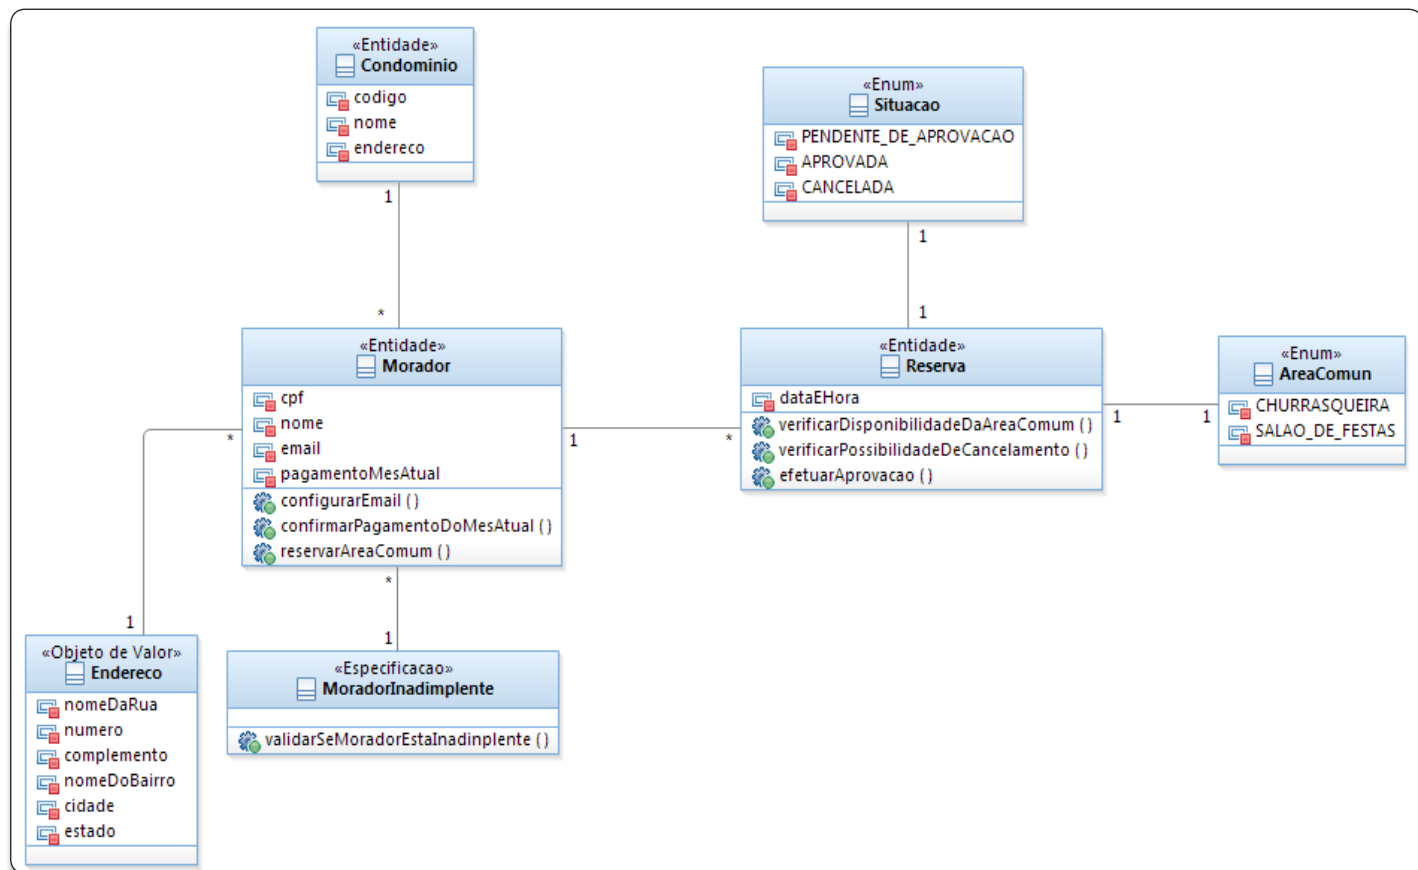 «Entidade»
Condominio
codigo
nome
endereco
1
*
«Enum»
Situacao
PENDENTE_DE_APROVACAO
APROVADA
CANCELADA
1
1
«Entidade»
Morador
cpf
nome
email
pagamentoMesAtual
configurarEmail ( )
confirmarPagamentoDoMesAtual ( )
reservarAreaComum ( )
*
1
*
*
1
1
«Entidade»
Reserva
dataEHora
verificarDisponibilidadeDaAreaComum ( )
verificarPossibilidadeDeCancelamento ( )
efetuarAprovacao ( )
1
1
«Enum»
AreaComun
CHURRASQUEIRA
SALAO_DE_FESTAS
«Objeto de Valor»
Endereco
nomeDaRua
numero
complemento
nomeDoBairro
cidade
estado
«Especificacao»
MoradorInadimplente
validarSeMoradorEstaInadinplente ( )